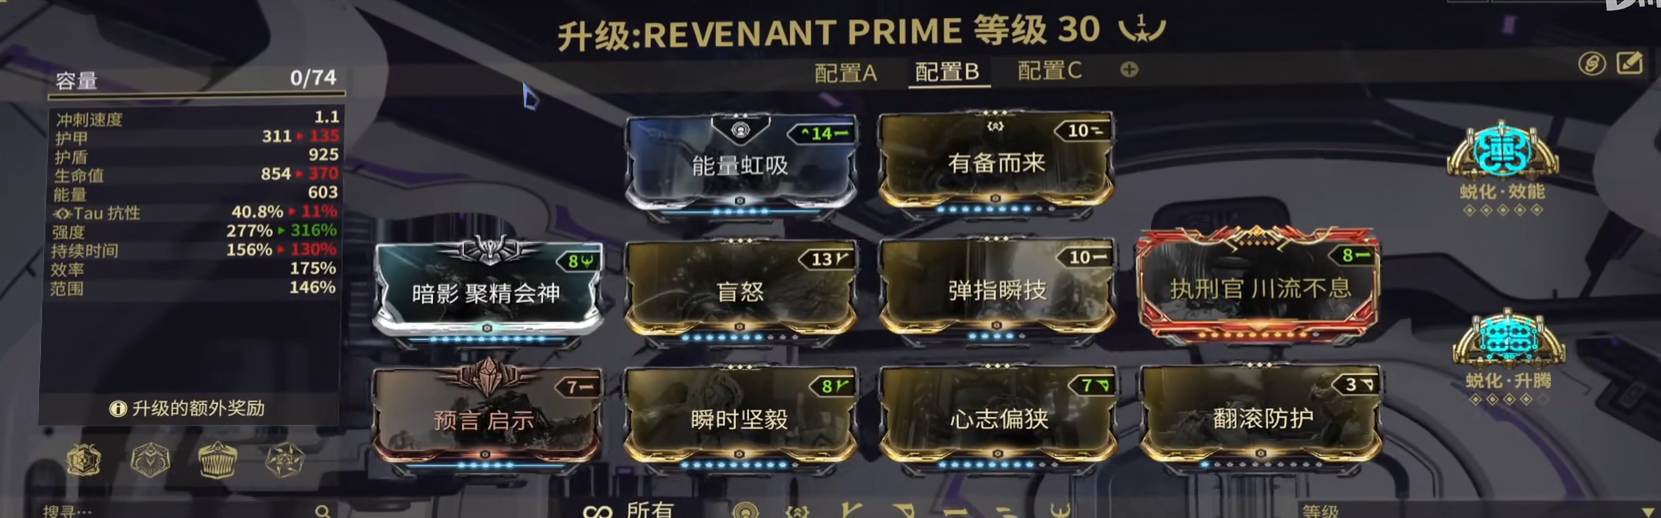 升级:REVENANT PRIME 等级 30 1
配置A 配置B 配置C
容量 0/74
冲刺速度 1.1
护甲 311 ▸ 135
护盾 925
生命值 854 ▸ 370
能量 603
Tau 抗性 40.8% ▸ 11%
强度 277% ▸ 316%
持续时间 156% ▸ 130%
效率 175%
范围 146%
升级的额外奖励
搜寻...
14
能量虹吸
10
有备而来
8
暗影 聚精会神
13
盲怒
10
弹指瞬技
8
执刑官 川流不息
7
预言 启示
8
瞬时坚毅
7
心志偏狭
3
翻滚防护
蜕化·效能
蜕化·升腾
所有
等级